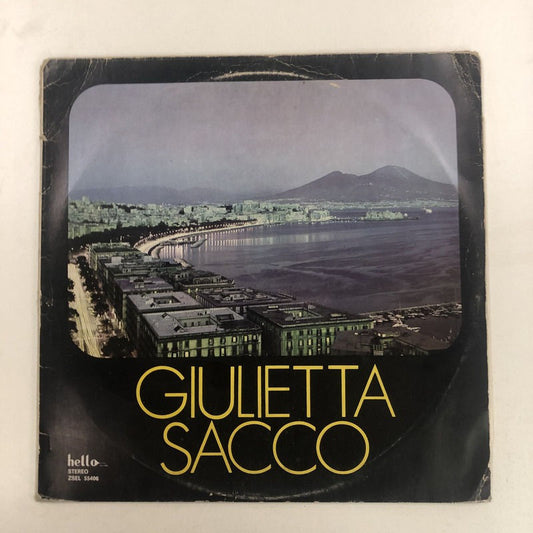 GIULIETTA
SACCO
hello
STEREO
ZSEL 55406